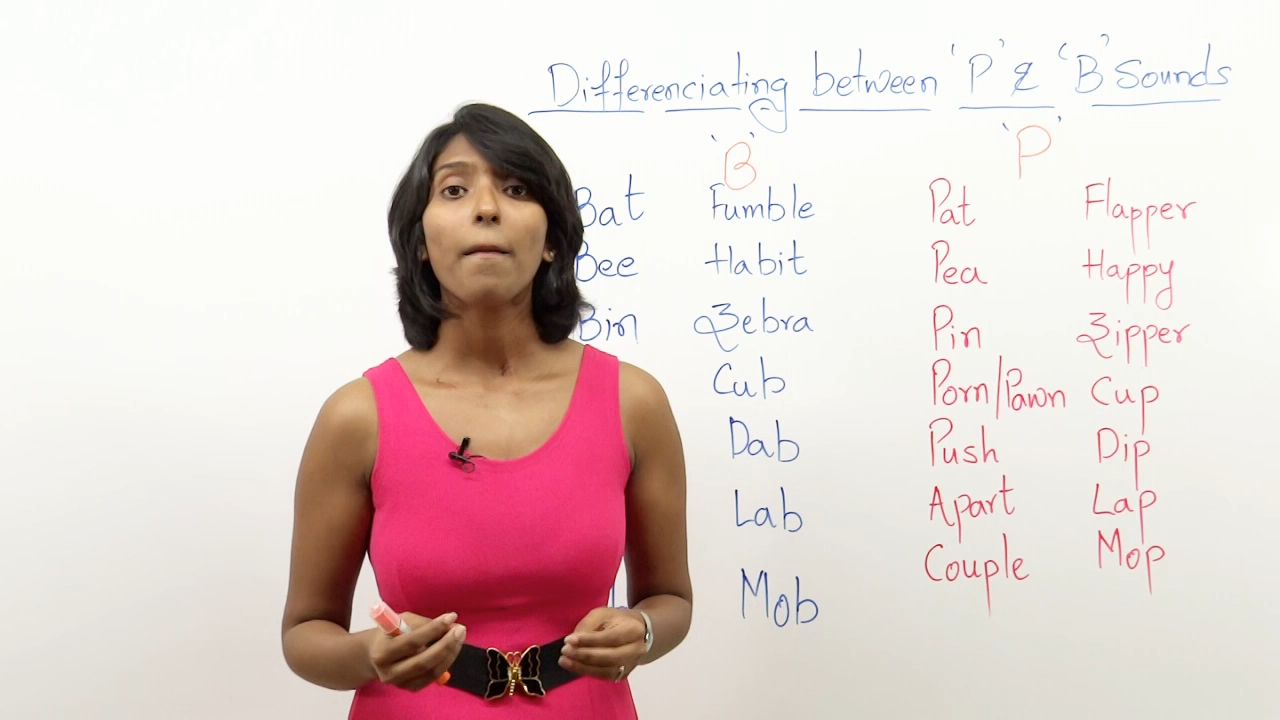 Differenciating between 'P' & 'B' Sounds
'B' 'P'
Bat Fumble Pat Flapper
Bee Habit Pea Happy
Bin Zebra Pin Zipper
Cub Porn/Pawn Cup
Dab Push Dip
Lab Apart Lap
Mob Couple Mop